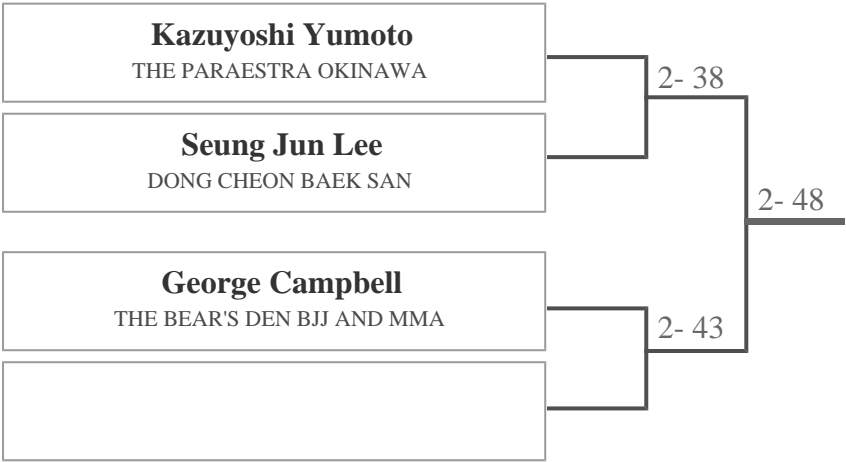 Kazuyoshi Yumoto
THE PARAESTRA OKINAWA
2- 38
Seung Jun Lee
DONG CHEON BAEK SAN
2- 48
George Campbell
THE BEAR'S DEN BJJ AND MMA
2- 43